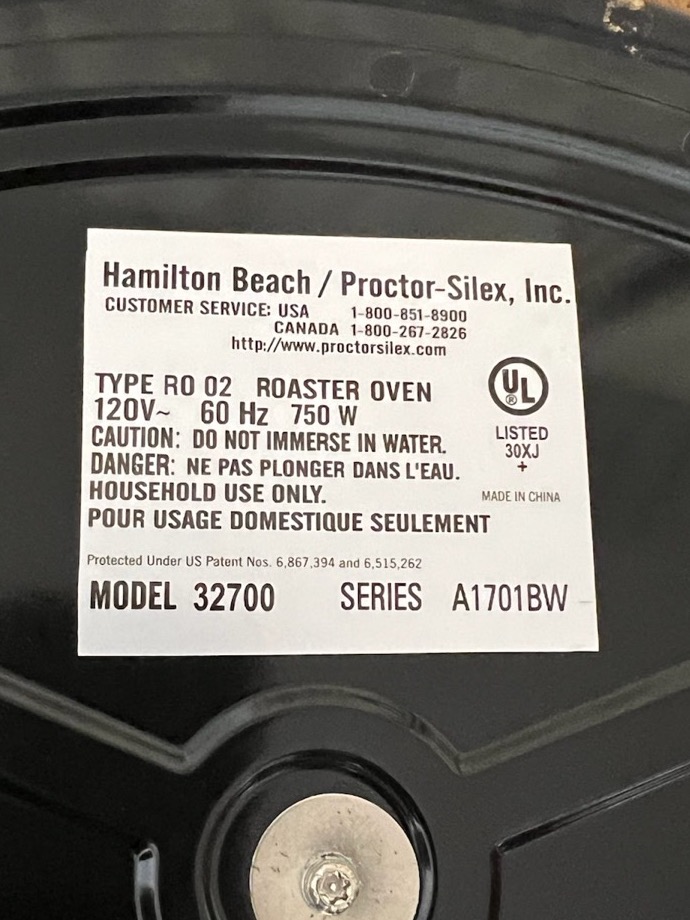 Hamilton Beach / Proctor-Silex, Inc.
CUSTOMER SERVICE: USA 1-800-851-8900
CANADA 1-800-267-2826
http://www.proctorsilex.com
TYPE RO 02 ROASTER OVEN
120V~ 60 Hz 750 W
CAUTION: DO NOT IMMERSE IN WATER.
DANGER: NE PAS PLONGER DANS L'EAU.
HOUSEHOLD USE ONLY.
POUR USAGE DOMESTIQUE SEULEMENT
UL
®
LISTED
30XJ
+
MADE IN CHINA
Protected Under US Patent Nos. 6,867,394 and 6,515,262
MODEL 32700 SERIES A1701BW